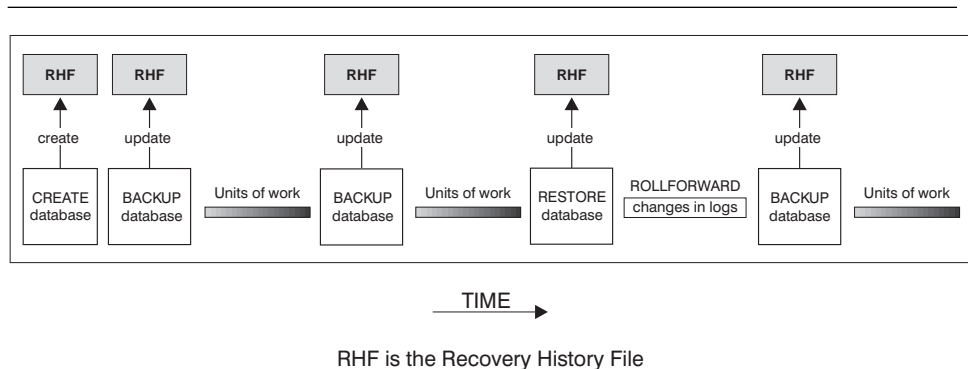 RHF RHF RHF RHF RHF
create update update update update
CREATE
database
BACKUP
database
Units of work
BACKUP
database
Units of work
RESTORE
database
ROLLFORWARD
changes in logs
BACKUP
database
Units of work
TIME
RHF is the Recovery History File